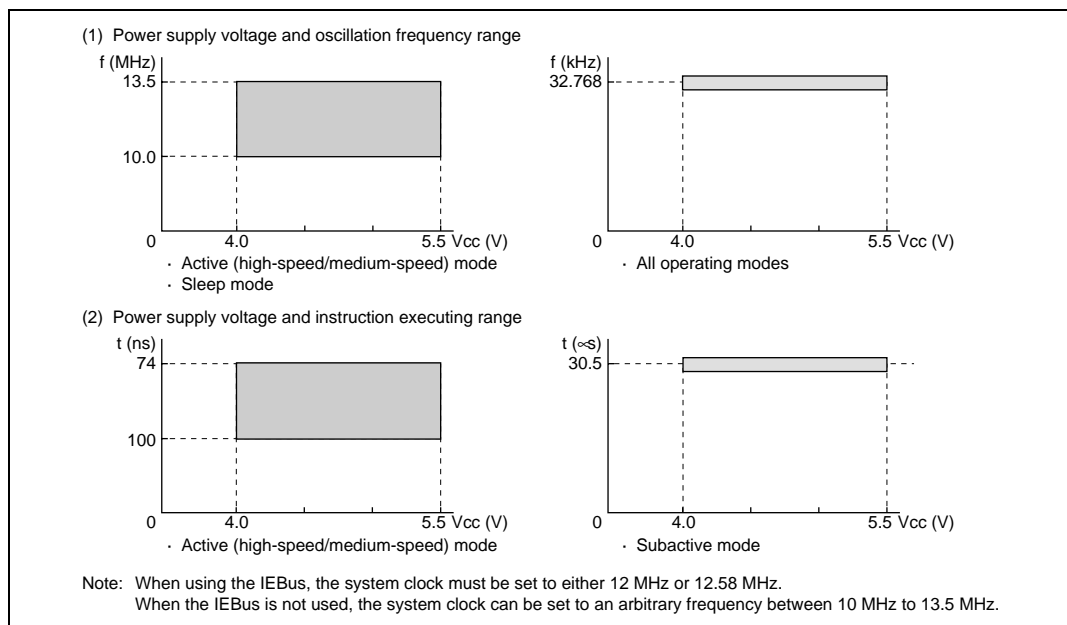 (1) Power supply voltage and oscillation frequency range
f (MHz)
13.5
10.0
0
4.0
5.5 Vcc (V)
· Active (high-speed/medium-speed) mode
· Sleep mode
f (kHz)
32.768
0
4.0
5.5 Vcc (V)
· All operating modes
(2) Power supply voltage and instruction executing range
t (ns)
74
100
0
4.0
5.5 Vcc (V)
· Active (high-speed/medium-speed) mode
t (∝s)
30.5
0
4.0
5.5 Vcc (V)
· Subactive mode
Note: When using the IEBus, the system clock must be set to either 12 MHz or 12.58 MHz.
When the IEBus is not used, the system clock can be set to an arbitrary frequency between 10 MHz to 13.5 MHz.